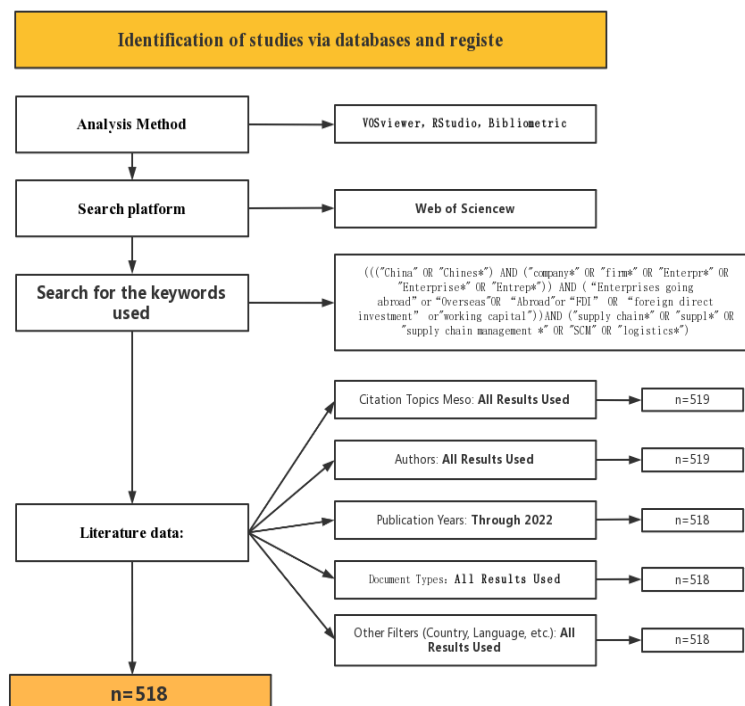 Identification of studies via databases and registe
Analysis Method
VOSviewer, RStudio, Bibliometric
Search platform
Web of Sciencew
Search for the keywords
used
((("China" OR "Chines*") AND ("company*" OR "firm*" OR "Enterpr*" OR
"Enterprise*" OR "Entrep*")) AND (“Enterprises going
abroad” or“Overseas"OR “Abroad"or“FDI” OR “foreign direct
investment” or"working capital"))AND ("supply chain*" OR "suppl*" OR
"supply chain management *" OR "SCM" OR "logistics*")
Citation Topics Meso: All Results Used
n=519
Authors: All Results Used
n=519
Literature data:
Publication Years: Through 2022
n=518
Document Types: All Results Used
n=518
Other Filters (Country, Language, etc.): All
Results Used
n=518
n=518